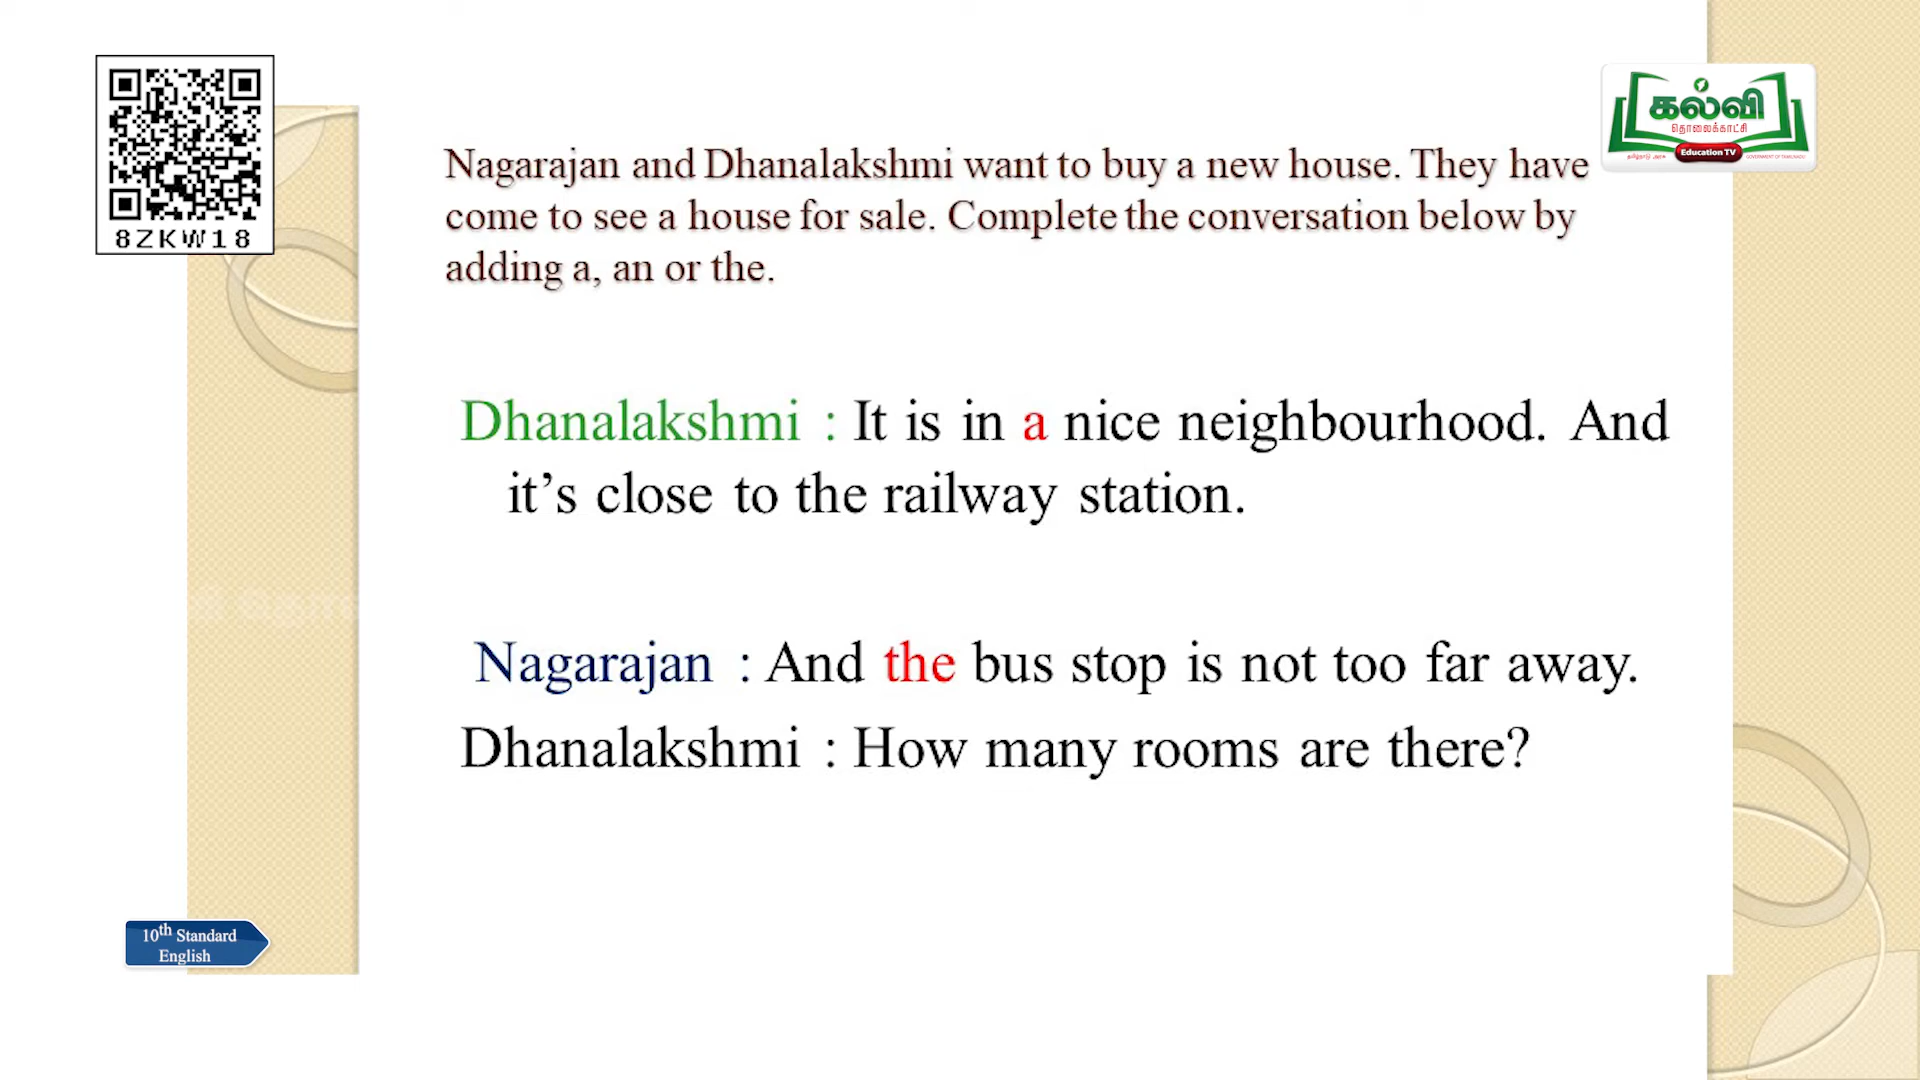 8ZKW18
கல்வி
தொலைக்காட்சி
Education TV
Nagarajan and Dhanalakshmi want to buy a new house. They have
come to see a house for sale. Complete the conversation below by
adding a, an or the.
Dhanalakshmi : It is in a nice neighbourhood. And
it’s close to the railway station.
Nagarajan : And the bus stop is not too far away.
Dhanalakshmi : How many rooms are there?
10th Standard
English